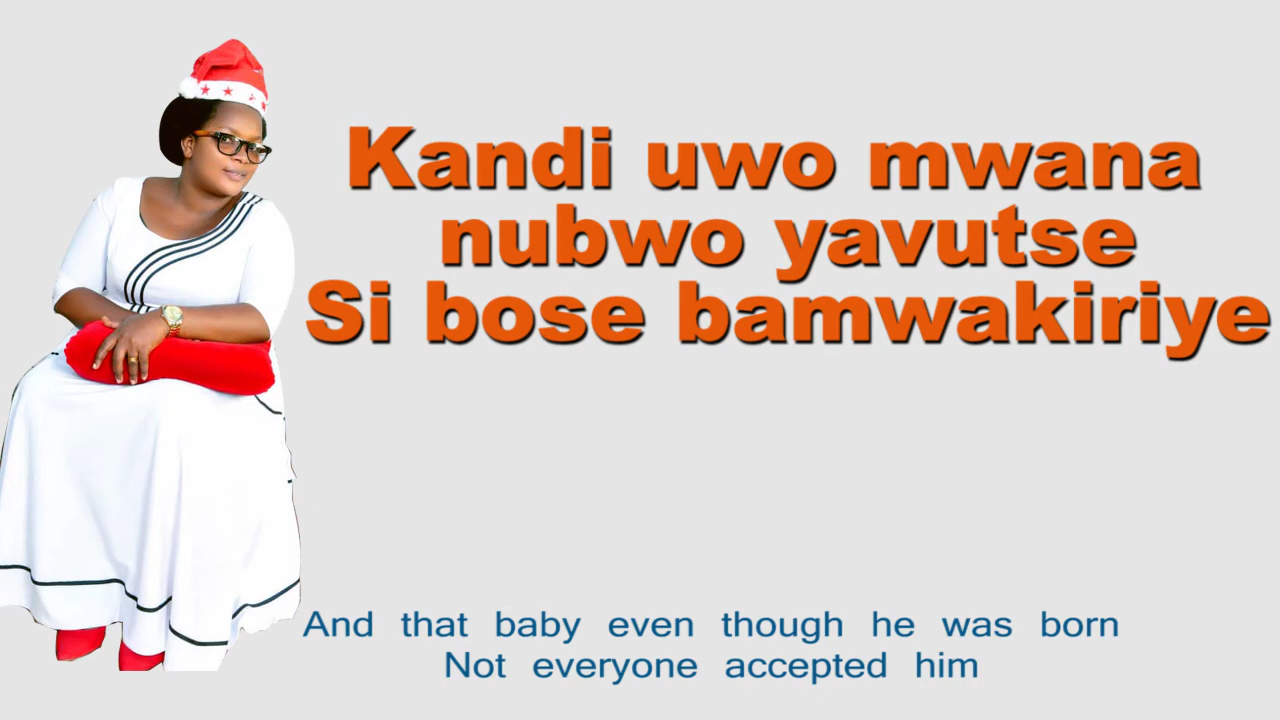 Kandi uwo mwana
nubwo yavutse
Si bose bamwakiriye
And that baby even though he was born
Not everyone accepted him